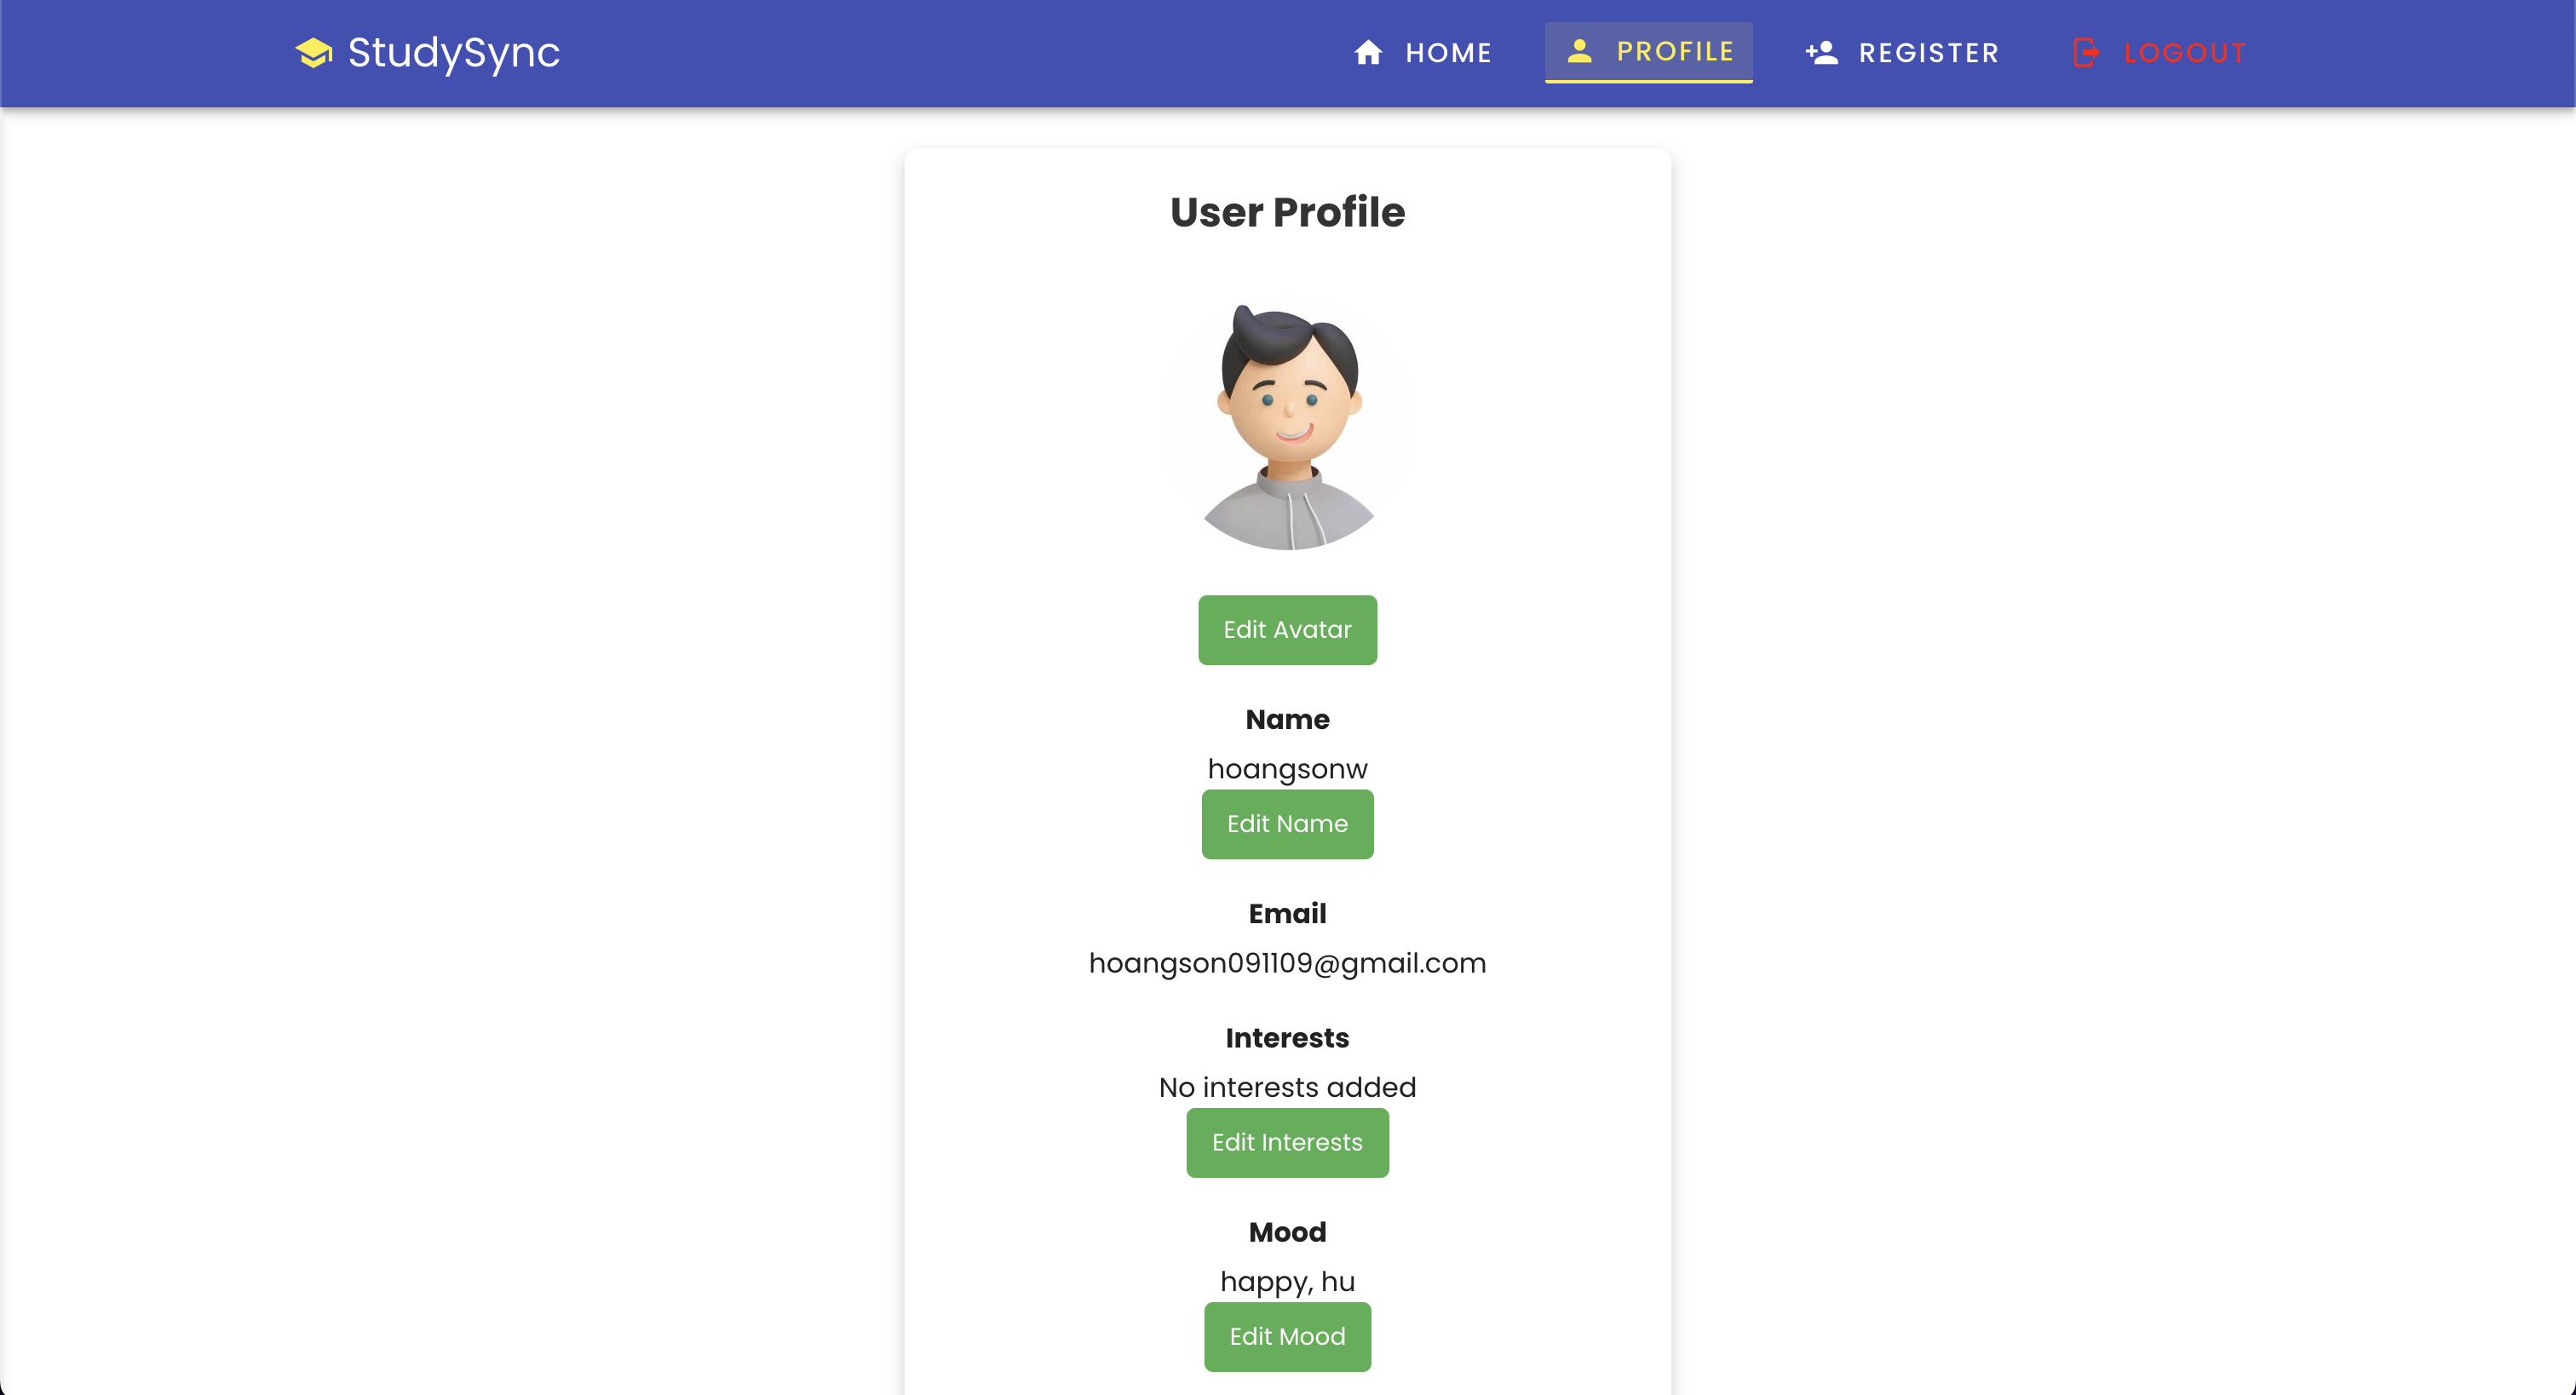 StudySync
HOME
PROFILE
REGISTER
LOGOUT
User Profile
Edit Avatar
Name
hoangsonw
Edit Name
Email
hoangson091109@gmail.com
Interests
No interests added
Edit Interests
Mood
happy, hu
Edit Mood